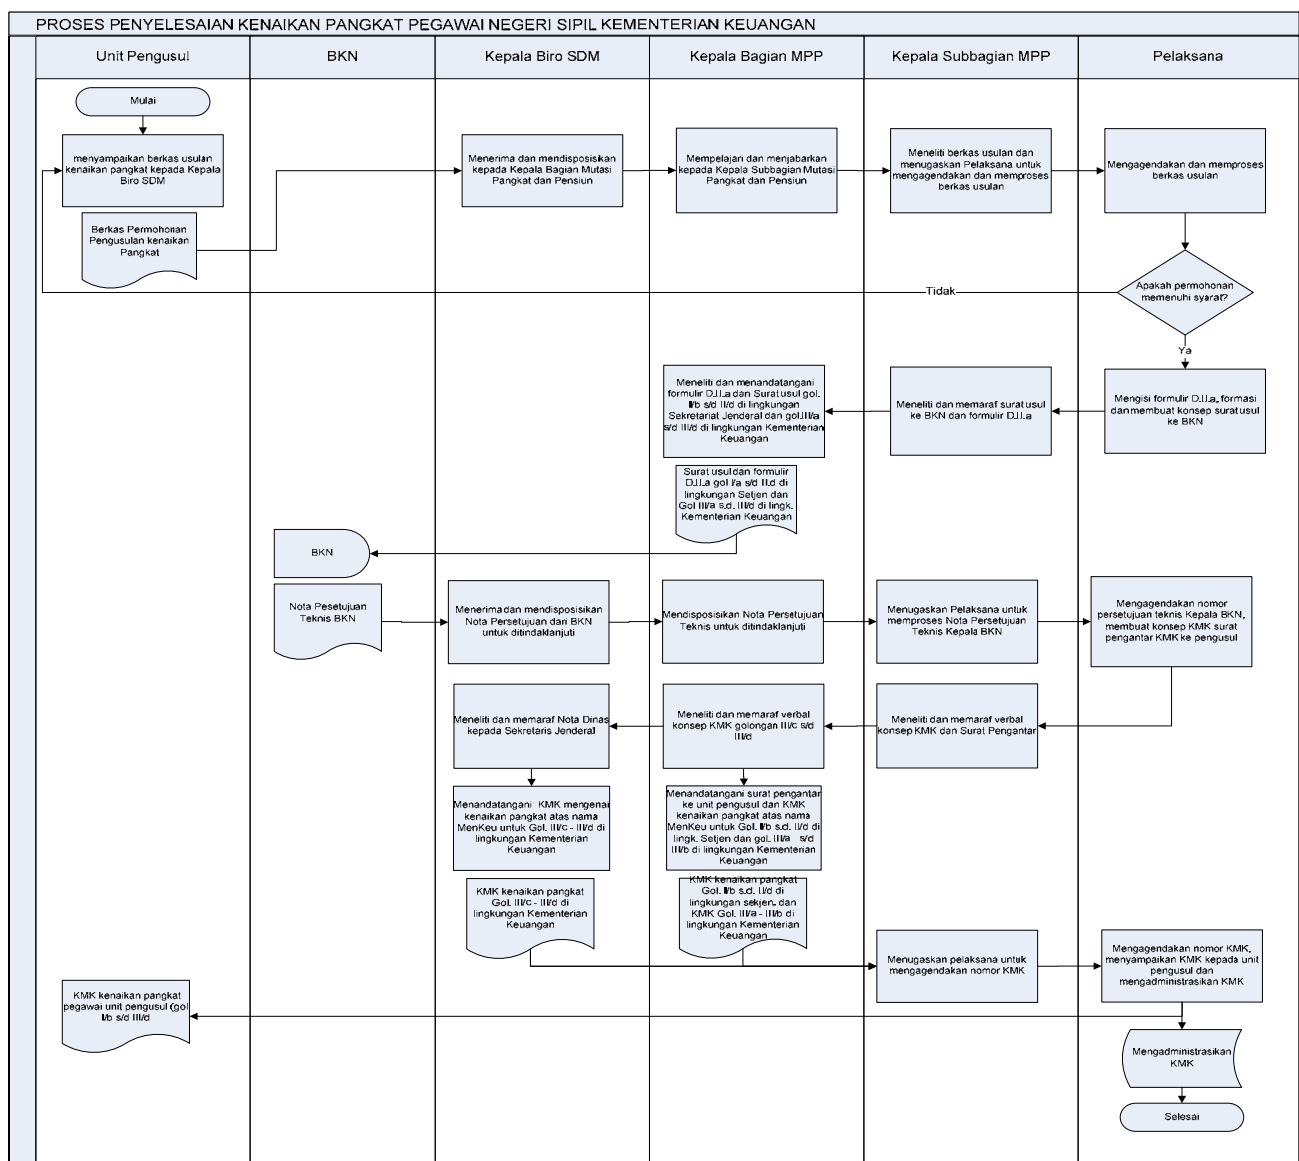 PROSES PENYELESAIAN KENAIKAN PANGKAT PEGAWAI NEGERI SIPIL KEMENTERIAN KEUANGAN
Unit Pengusul
BKN
Kepala Biro SDM
Kepala Bagian MPP
Kepala Subbagian MPP
Pelaksana
Mulai
menyampaikan berkas usulan
kenaikan pangkat kepada Kepala
Biro SDM
Berkas Permohonan
Pengusulan kenaikan
Pangkat
Menerima dan mendisposisikan
kepada Kepala Bagian Mutasi
Pangkat dan Pensiun
Mempelajari dan menjabarkan
kepada Kepala Subbagian Mutasi
Pangkat dan Pensiun
Meneliti berkas usulan dan
menugaskan Pelaksana untuk
mengagendakan dan memproses
berkas usulan
Mengagendakan dan memproses
berkas usulan
Apakah permohonan
memenuhi syarat?
Tidak
Ya
Mengisi formulir D.I.I.a, formasi
dan membuat konsep surat usul
ke BKN
Meneliti dan memaraf surat usul
ke BKN dan formulir D.I.I.a
Meneliti dan menandatangani
formulir D.I.I.a dan Surat usul gol.
II/b s/d II/d di lingkungan
Sekretariat Jenderal dan gol.III/a
s/d III/d di lingkungan Kementerian
Keuangan
Surat usul dan formulir
D.I.I.a gol I/a s/d II.d di
lingkungan Setjen dan
Gol III/a s.d. III/d di lingk.
Kementerian Keuangan
BKN
Nota Pesetujuan
Teknis BKN
Menerima dan mendisposisikan
Nota Persetujuan dari BKN
untuk ditindaklanjuti
Mendisposisikan Nota Persetujuan
Teknis untuk ditindaklanjuti
Menugaskan Pelaksana untuk
memproses Nota Persetujuan
Teknis Kepala BKN
Mengagendakan nomor
persetujuan teknis Kepala BKN,
membuat konsep KMK surat
pengantar KMK ke pengusul
Meneliti dan memaraf verbal
konsep KMK dan Surat Pengantar
Meneliti dan memaraf verbal
konsep KMK golongan III/c s/d
III/d
Meneliti dan memaraf Nota Dinas
kepada Sekretaris Jenderal
Menandatangani KMK mengenai
kenaikan pangkat atas nama
MenKeu untuk Gol. III/c - III/d di
lingkungan Kementerian
Keuangan
Menandatangani surat pengantar
ke unit pengusul dan KMK
kenaikan pangkat atas nama
MenKeu untuk Gol. II/b s.d. II/d di
lingk. Setjen dan gol. III/a s/d
III/b di lingkungan Kementerian
Keuangan
KMK kenaikan pangkat
Gol. III/c - III/d di
lingkungan Kementerian
Keuangan
KMK kenaikan pangkat
Gol. II/b s.d. II/d di
lingkungan sekjen. dan
KMK Gol. III/a - III/b di
lingkungan Kementerian
Keuangan
Menugaskan pelaksana untuk
mengagendakan nomor KMK
Mengagendakan nomor KMK,
menyampaikan KMK kepada unit
pengusul dan
mengadministrasikan KMK
KMK kenaikan pangkat
pegawai unit pengusul (gol
II/b s/d III/d
Mengadministrasikan
KMK
Selesai